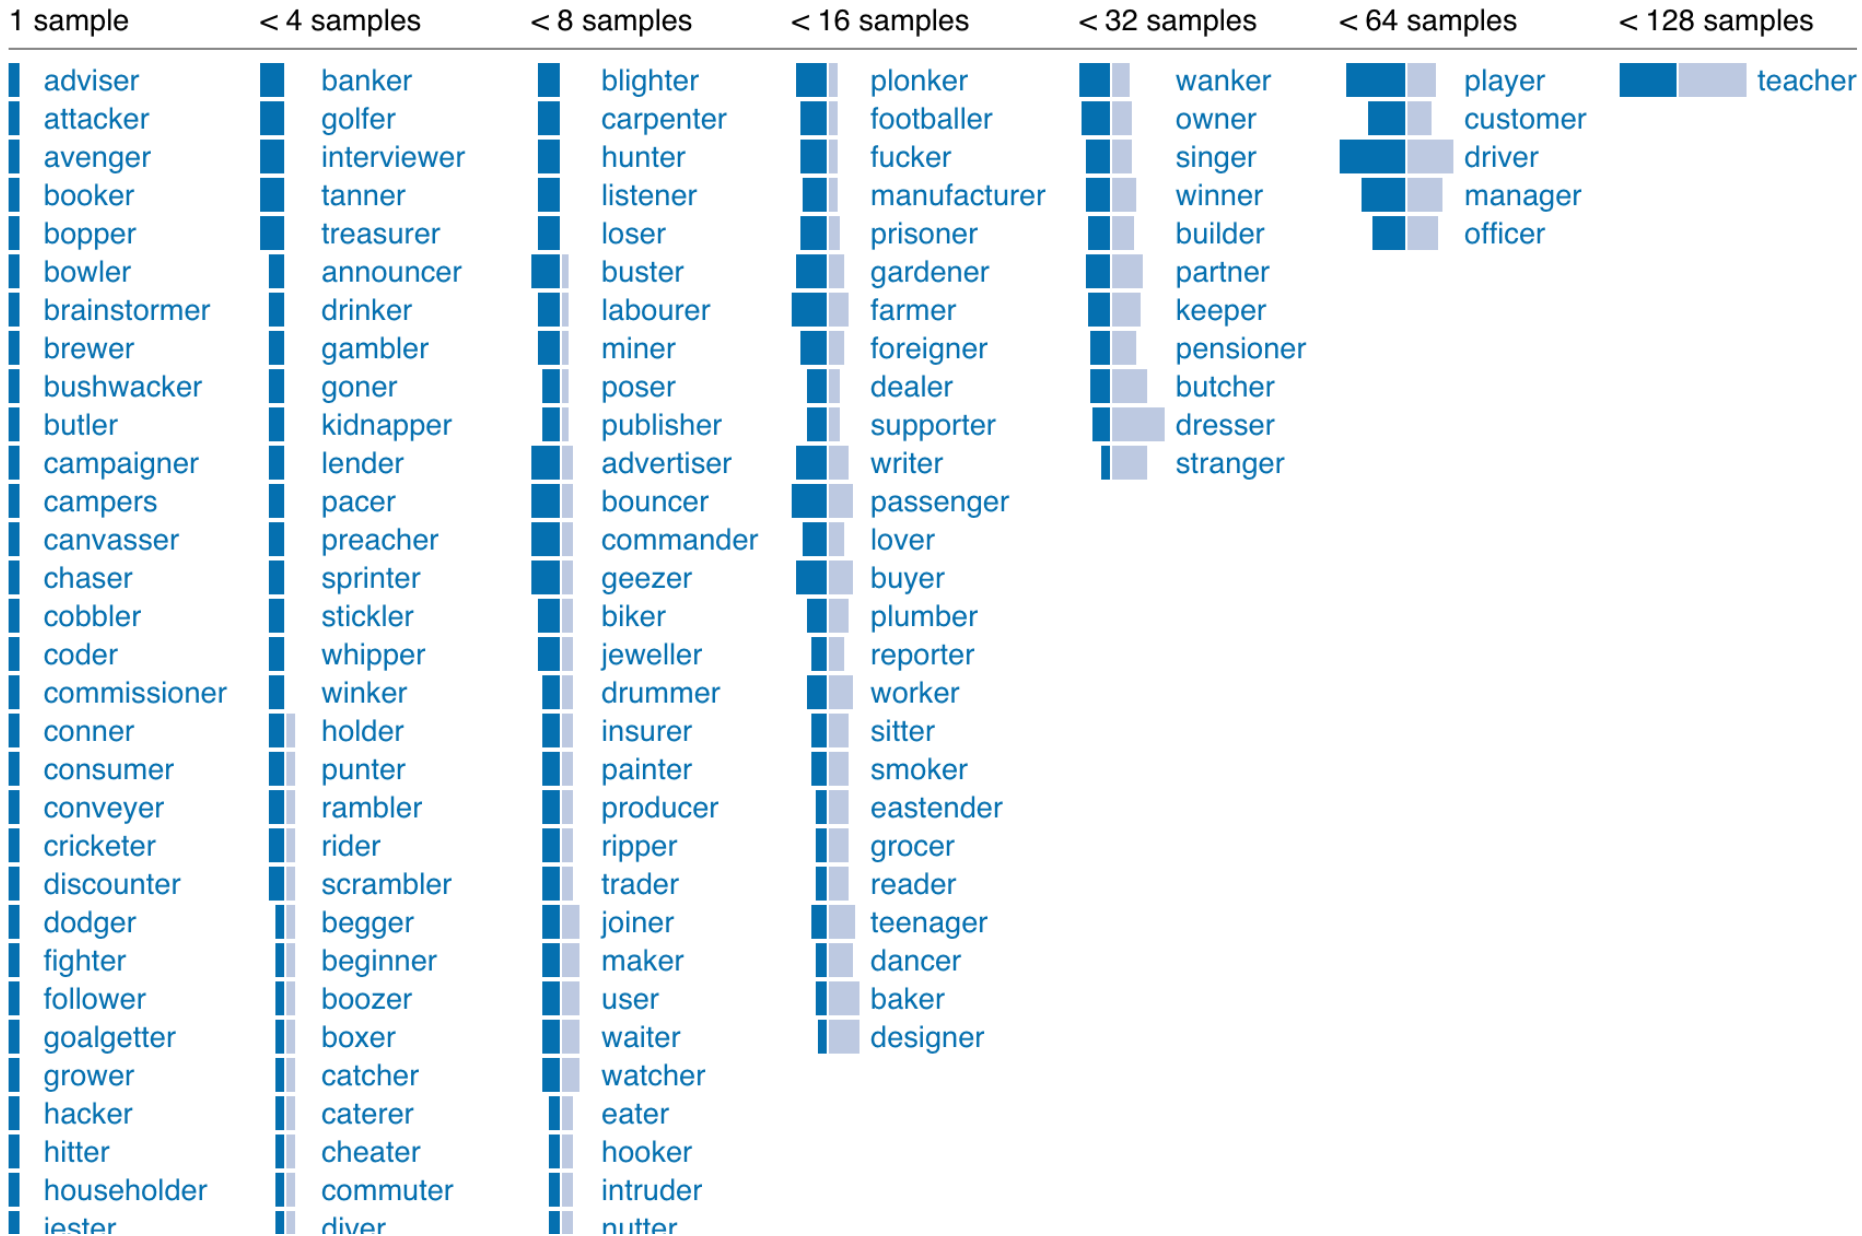 1 sample < 4 samples < 8 samples < 16 samples < 32 samples < 64 samples < 128 samples
adviser banker blighter plonker wanker player teacher
attacker golfer carpenter footballer owner customer
avenger interviewer hunter fucker singer driver
booker tanner listener manufacturer winner manager
bopper treasurer loser prisoner builder officer
bowler announcer buster gardener partner
brainstormer drinker labourer farmer keeper
brewer gambler miner foreigner pensioner
bushwacker goner poser dealer butcher
butler kidnapper publisher supporter dresser
campaigner lender advertiser writer stranger
campers pacer bouncer passenger
canvasser preacher commander lover
chaser sprinter geezer buyer
cobbler stickler biker plumber
coder whipper jeweller reporter
commissioner winker drummer worker
conner holder insurer sitter
consumer punter painter smoker
conveyer rambler producer eastender
cricketer rider ripper grocer
discounter scrambler trader reader
dodger begger joiner teenager
fighter beginner maker dancer
follower boozer user baker
goalgetter boxer waiter designer
grower catcher watcher
hacker caterer eater
hitter cheater hooker
householder commuter intruder
jester diver nutter